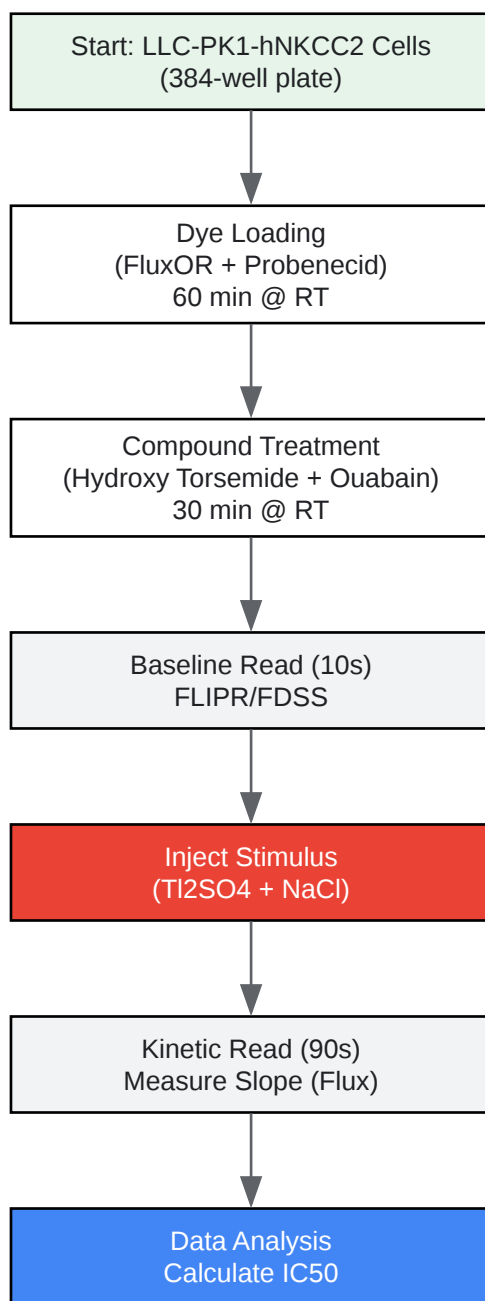 Start: LLC-PK1-hNKCC2 Cells
(384-well plate)
Dye Loading
(FluxOR + Probenecid)
60 min @ RT
Compound Treatment
(Hydroxy Torsemide + Ouabain)
30 min @ RT
Baseline Read (10s)
FLIPR/FDSS
Inject Stimulus
(Tl2SO4 + NaCl)
Kinetic Read (90s)
Measure Slope (Flux)
Data Analysis
Calculate IC50